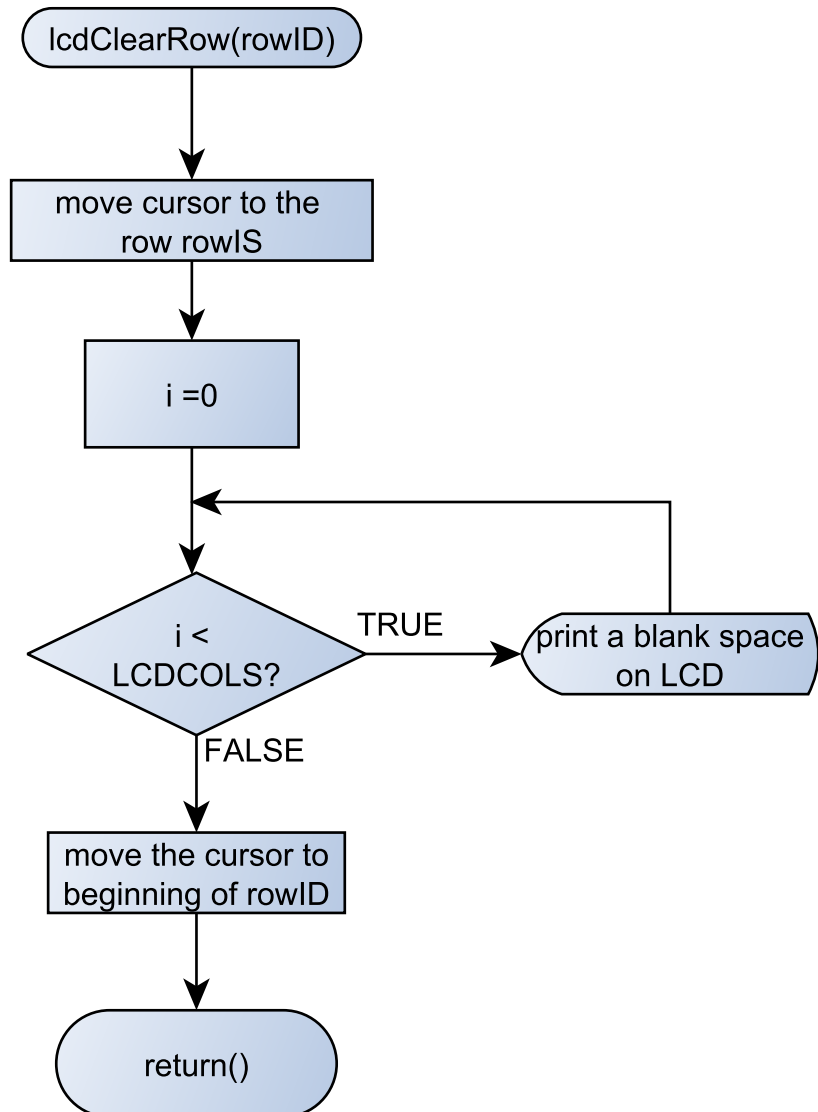 lcdClearRow(rowID)
move cursor to the
row rowIS
i =0
i <
LCDCOLS?
TRUE
print a blank space
on LCD
FALSE
move the cursor to
beginning of rowID
return()